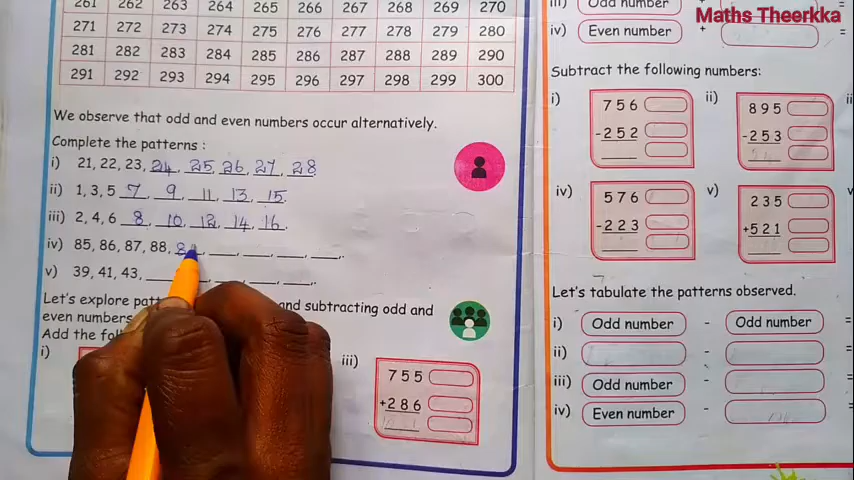 261 262 263 264 265 266 267 268 269 270
271 272 273 274 275 276 277 278 279 280
281 282 283 284 285 286 287 288 289 290
291 292 293 294 295 296 297 298 299 300
We observe that odd and even numbers occur alternatively.
Complete the patterns :
i) 21, 22, 23, 24, 25, 26, 27, 28
ii) 1, 3, 5 7, 9, 11, 13, 15.
iii) 2, 4, 6 8, 10, 12, 14, 16.
iv) 85, 86, 87, 88, 8
v) 39, 41, 43,
Let's explore and subtracting odd and
even numbers
Add the
i)
iii)
755
+286
Maths Theerkka
iii) Odd number
iv) Even number +
Subtract the following numbers:
i) 756
-252
ii) 895
-253
iv) 576
-223
v) 235
+521
Let's tabulate the patterns observed.
i) Odd number - Odd number =
ii) - =
iii) Odd number - =
iv) Even number - =